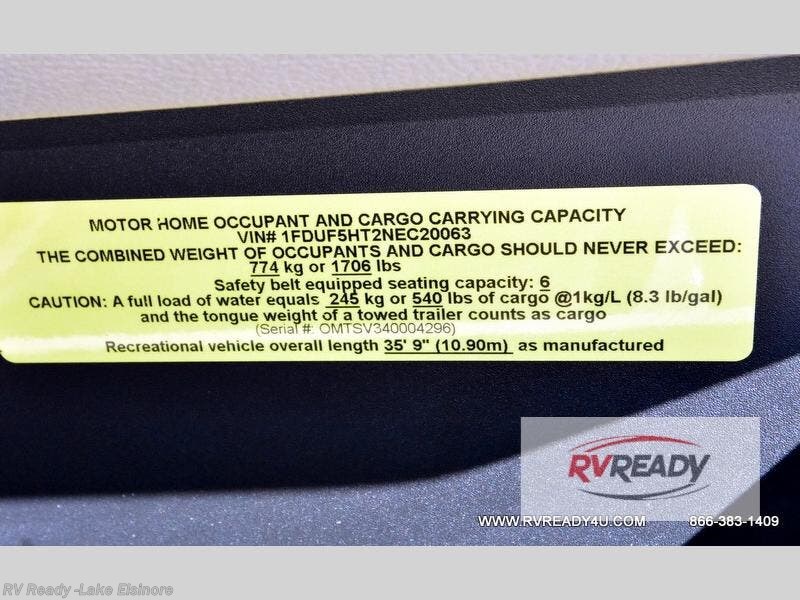 MOTOR HOME OCCUPANT AND CARGO CARRYING CAPACITY
VIN# 1FDUF5HT2NEC20063
THE COMBINED WEIGHT OF OCCUPANTS AND CARGO SHOULD NEVER EXCEED:
774 kg or 1706 lbs
Safety belt equipped seating capacity: 6
CAUTION: A full load of water equals 245 kg or 540 lbs of cargo @1kg/L (8.3 lb/gal)
and the tongue weight of a towed trailer counts as cargo
(Serial #: OMTSV340004296)
Recreational vehicle overall length 35' 9" (10.90m) as manufactured
RVREADY
WWW.RVREADY4U.COM 866-383-1409
RV Ready -Lake Elsinore